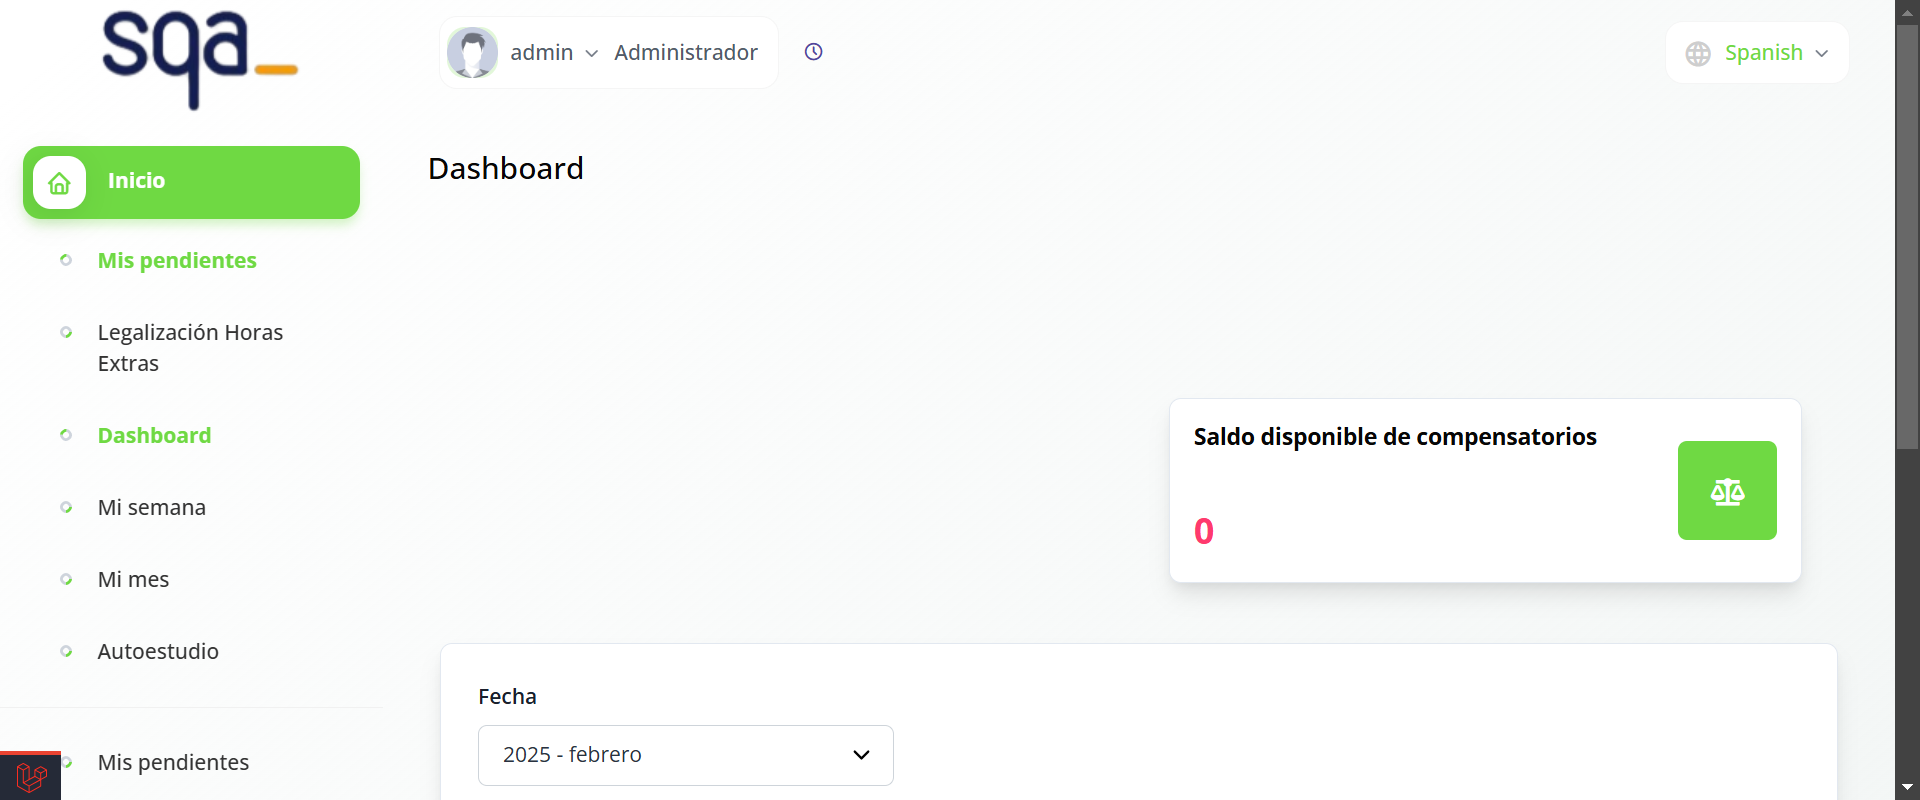 sqa_
admin Administrador
Spanish
Inicio
Dashboard
Mis pendientes
Legalización Horas
Extras
Dashboard
Mi semana
Mi mes
Autoestudio
Mis pendientes
Saldo disponible de compensatorios
0
Fecha
2025 - febrero